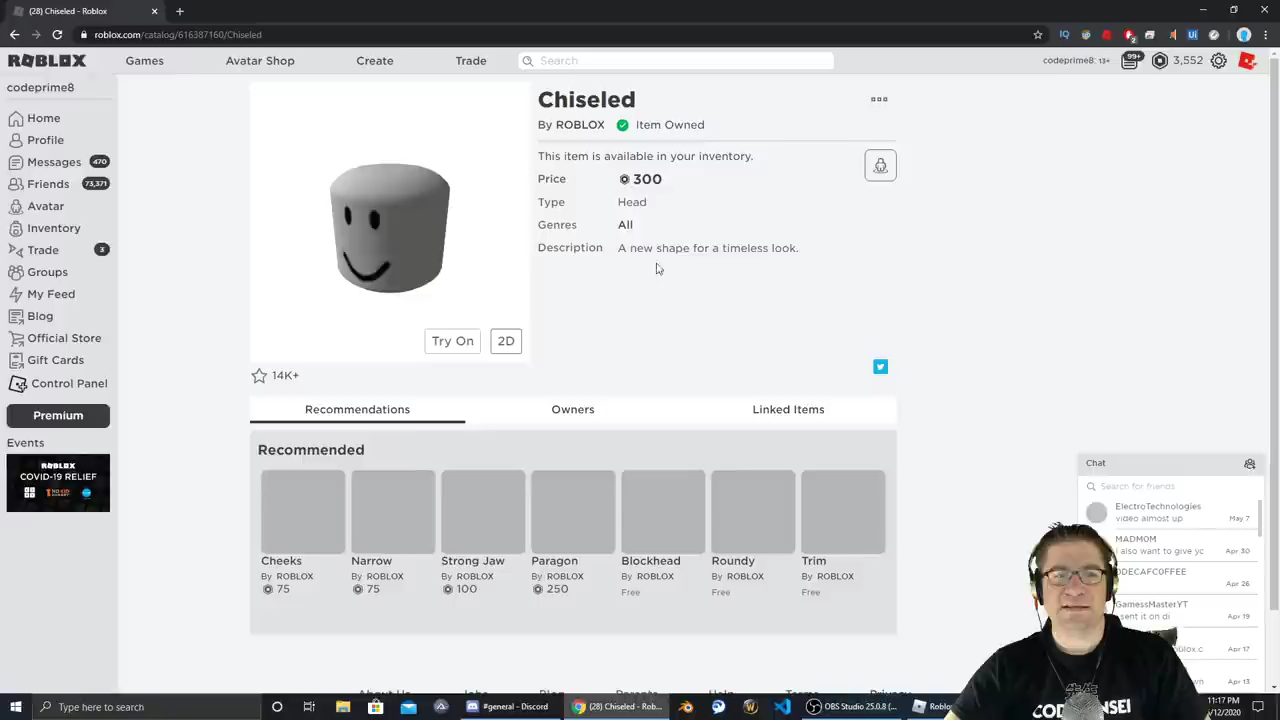 (28) Chiseled - Roblox
roblox.com/catalog/616387160/Chiseled
ROBLOX
Games
Avatar Shop
Create
Trade
Search
codeprime8: 13+
99+
3,552
codeprime8
Home
Profile
Messages 470
Friends 73,371
Avatar
Inventory
Trade 3
Groups
My Feed
Blog
Official Store
Gift Cards
Control Panel
Premium
Events
ROBLOX
COVID-19 RELIEF
Chiseled
By ROBLOX Item Owned
This item is available in your inventory.
Price 300
Type Head
Genres All
Description A new shape for a timeless look.
Try On
2D
14K+
Recommendations
Owners
Linked Items
Recommended
Cheeks
By ROBLOX
75
Narrow
By ROBLOX
75
Strong Jaw
By ROBLOX
100
Paragon
By ROBLOX
250
Blockhead
By ROBLOX
Free
Roundy
By ROBLOX
Free
Trim
By ROBLOX
Free
Chat
Search for friends
ElectroTechnologies
video almost up May 7
MADM0M
I also want to give yc Apr 30
Apr 26
GamessMasterYT
sent it on di Apr 19
Apr 17
Apr 13
Type here to search
#general - Discord
(28) Chiseled - Rob...
OBS Studio 25.0.8 (...
11:17 PM